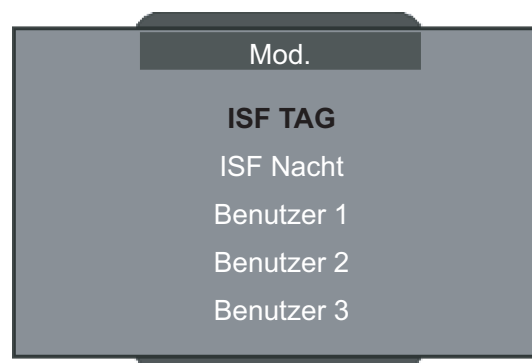 Mod.
ISF TAG
ISF Nacht
Benutzer 1
Benutzer 2
Benutzer 3